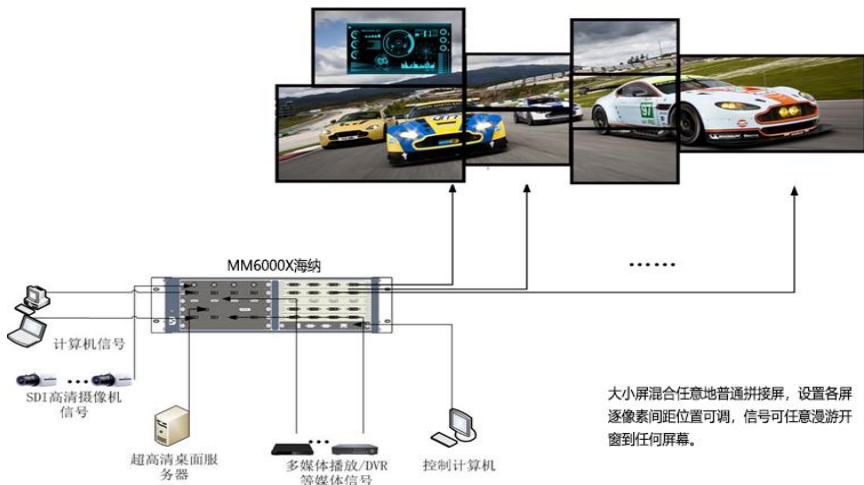 97
MM6000X海纳
......
计算机信号
SDI高清摄像机
信号
超高清桌面服
务器
多媒体播放/DVR
等媒体信号
控制计算机
大小屏混合任意地普通拼接屏，设置各屏
逐像素间距位置可调，信号可任意漫游开
窗到任何屏幕。